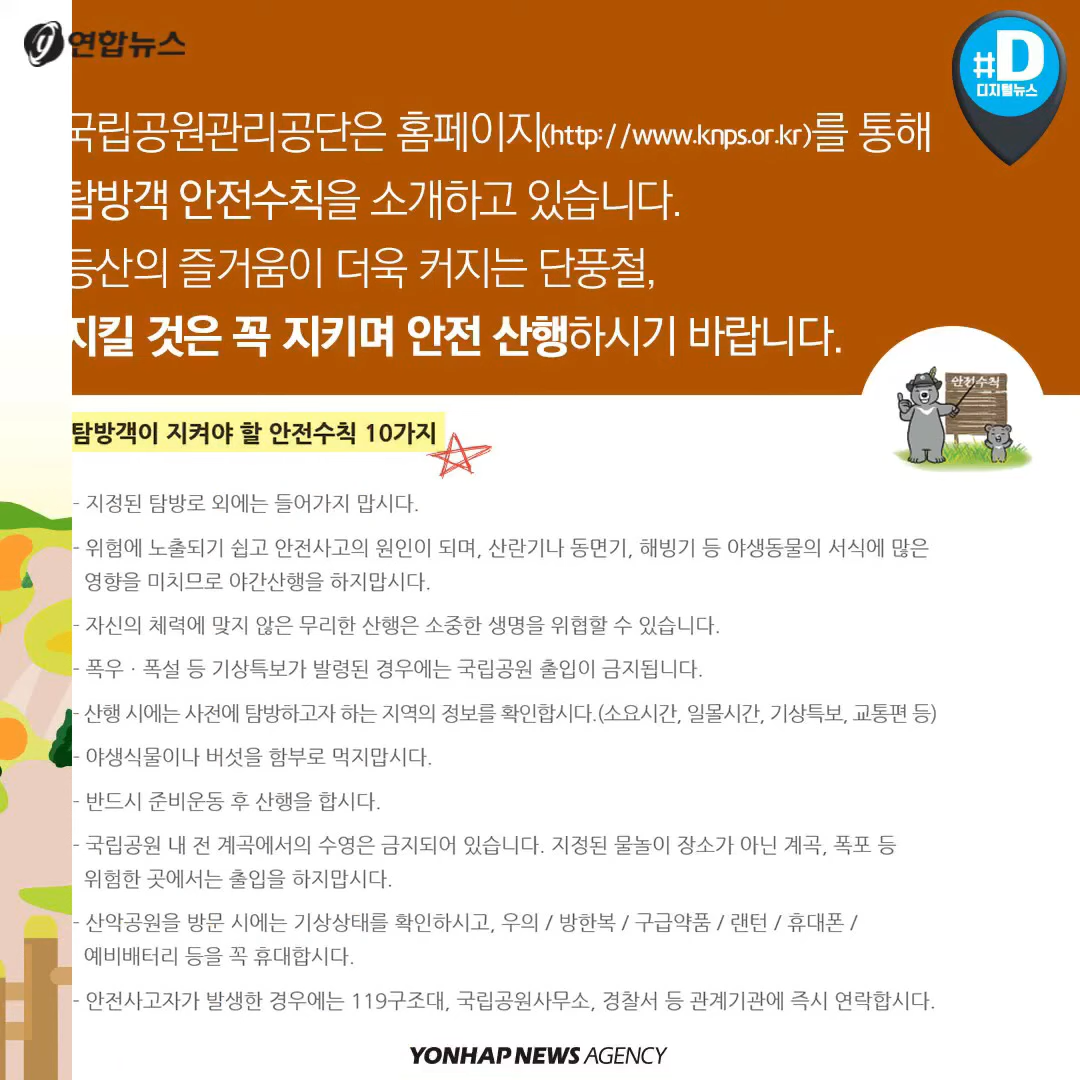 연합뉴스
#D
디지털뉴스
국립공원관리공단은 홈페이지(http://www.knps.or.kr)를 통해
탐방객 안전수칙을 소개하고 있습니다.
등산의 즐거움이 더욱 커지는 단풍철,
지킬 것은 꼭 지키며 안전 산행하시기 바랍니다.
안전수칙
탐방객이 지켜야 할 안전수칙 10가지
- 지정된 탐방로 외에는 들어가지 맙시다.
- 위험에 노출되기 쉽고 안전사고의 원인이 되며, 산란기나 동면기, 해빙기 등 야생동물의 서식에 많은
영향을 미치므로 야간산행을 하지맙시다.
- 자신의 체력에 맞지 않은 무리한 산행은 소중한 생명을 위협할 수 있습니다.
- 폭우 · 폭설 등 기상특보가 발령된 경우에는 국립공원 출입이 금지됩니다.
- 산행 시에는 사전에 탐방하고자 하는 지역의 정보를 확인합시다.(소요시간, 일몰시간, 기상특보, 교통편 등)
- 야생식물이나 버섯을 함부로 먹지맙시다.
- 반드시 준비운동 후 산행을 합시다.
- 국립공원 내 전 계곡에서의 수영은 금지되어 있습니다. 지정된 물놀이 장소가 아닌 계곡, 폭포 등
위험한 곳에서는 출입을 하지맙시다.
- 산악공원을 방문 시에는 기상상태를 확인하시고, 우의 / 방한복 / 구급약품 / 랜턴 / 휴대폰 /
예비배터리 등을 꼭 휴대합시다.
- 안전사고자가 발생한 경우에는 119구조대, 국립공원사무소, 경찰서 등 관계기관에 즉시 연락합시다.
YONHAP NEWS AGENCY